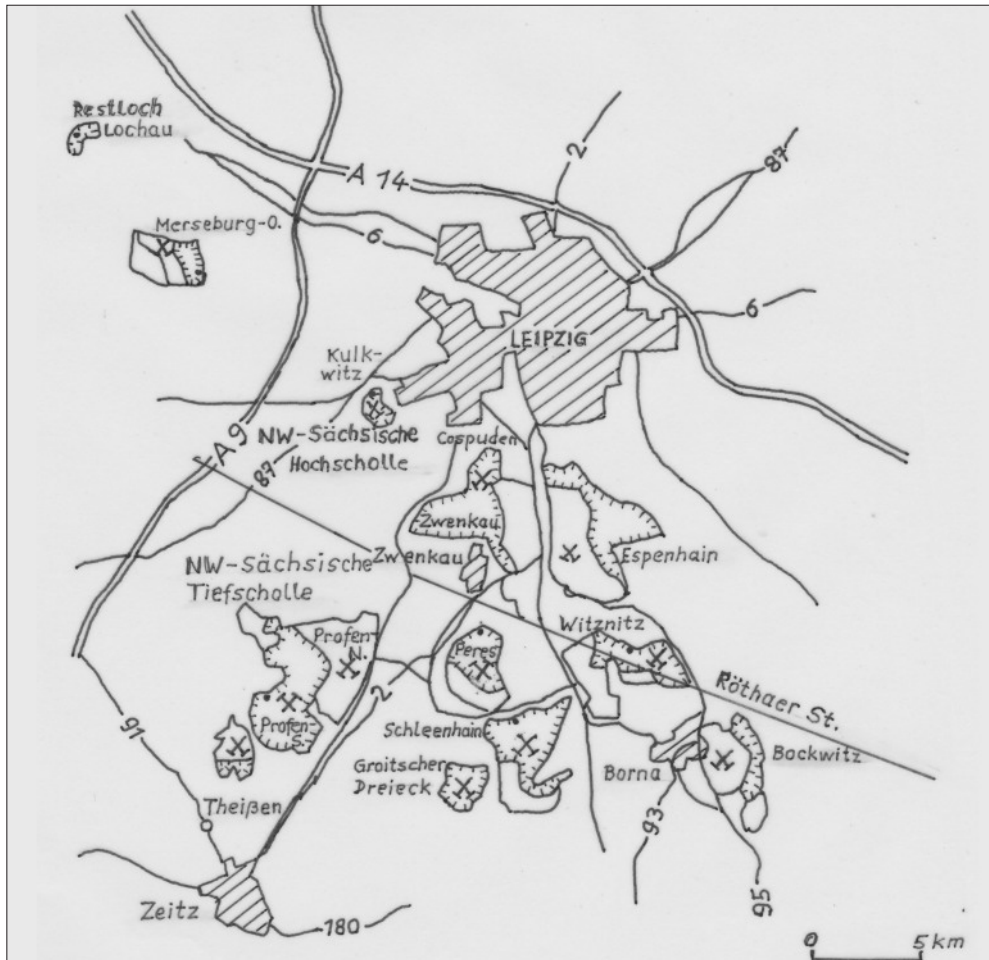 Restloch
Lochau
A 14
2
87
Merseburg-O.
6
6
LEIPZIG
Kulk-
witz
A 9
87
NW-Sächsische
Hochscholle
Cospuden
Zwenkau
Zwenkau
Espenhain
NW-Sächsische
Tiefscholle
Profen-
N.
Witznitz
Peres
2
Röthaer St.
91
Profen-
S.
Schleenhain
Groitscher
Dreieck
Borna
Bockwitz
Theißen
93
95
Zeitz
180
0 5 km